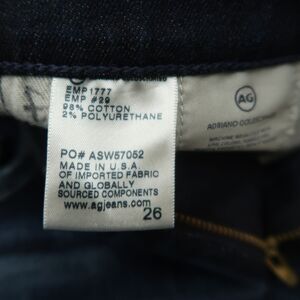 EMP1777
EMP #29
98% COTTON
2% POLYURETHANE
PO# ASW57052
MADE IN U.S.A.
OF IMPORTED FABRIC
AND GLOBALLY
SOURCED COMPONENTS
www.agjeans.com
26
AG
ADRIANO GOLDSCHMIED